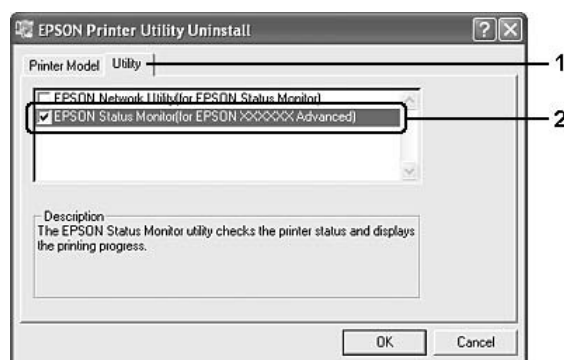 EPSON Printer Utility Uninstall
Printer Model Utility 1
EPSON Network Utility(for EPSON Status Monitor)
EPSON Status Monitor(for EPSON XXXXXXX Advanced) 2
Description
The EPSON Status Monitor utility checks the printer status and displays
the printing progress.
OK Cancel